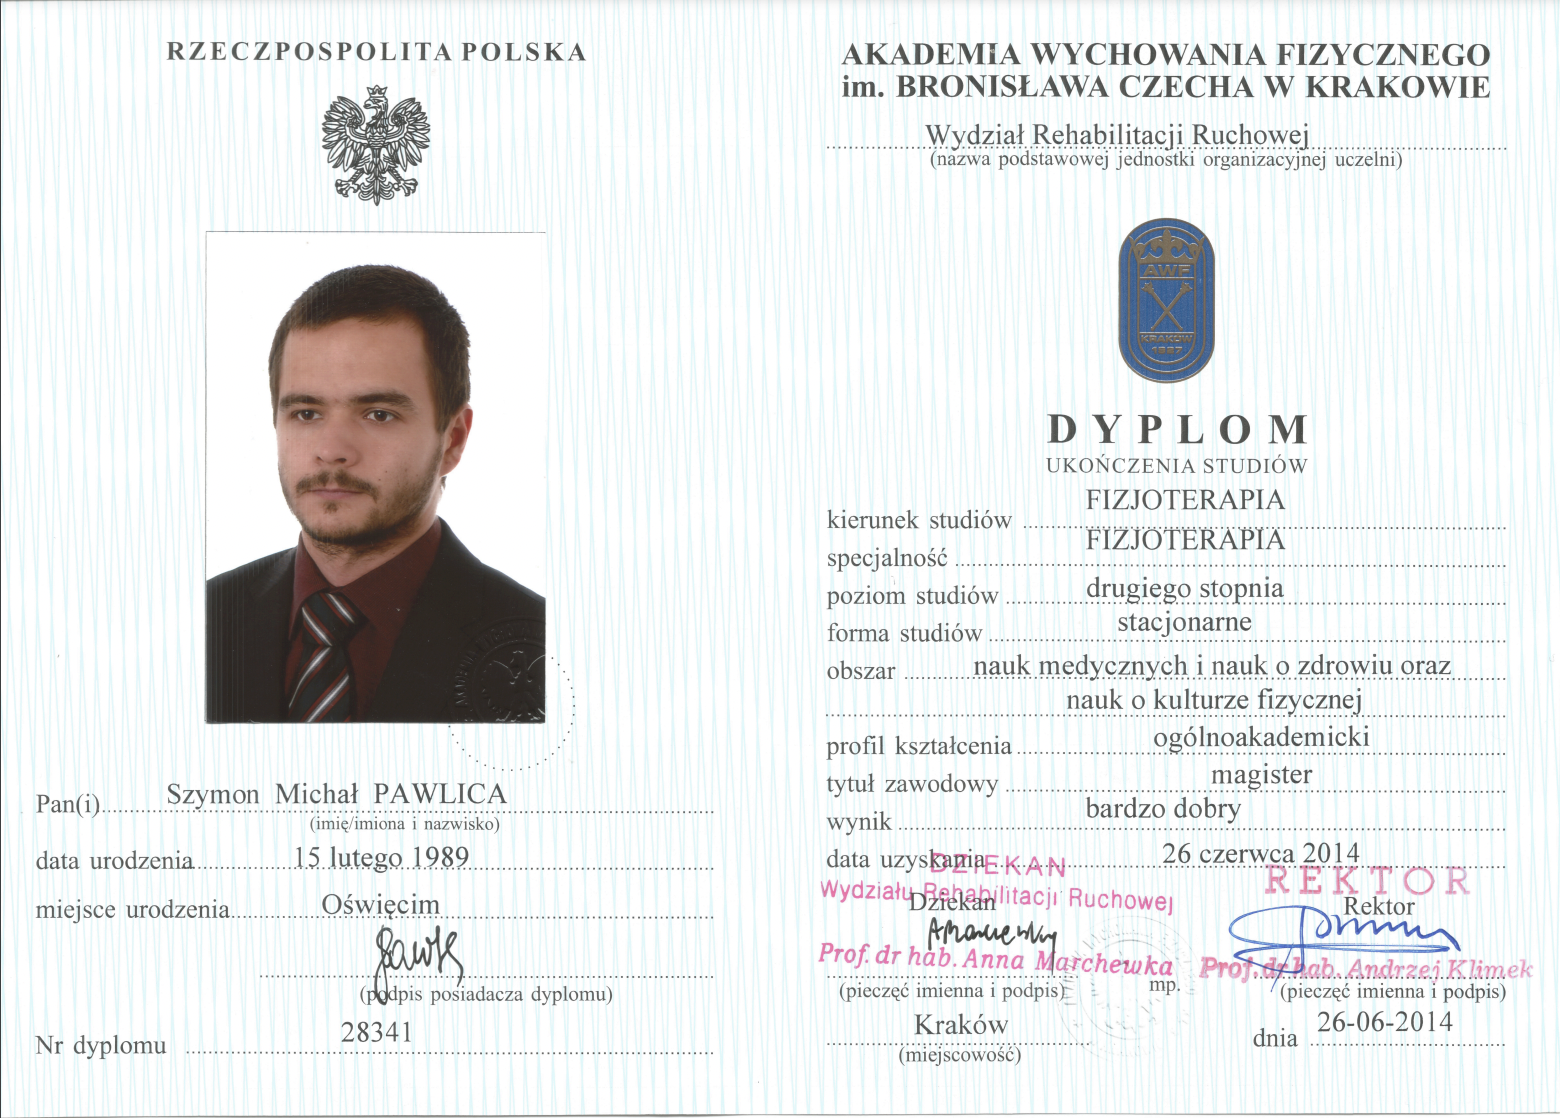 RZECZPOSPOLITA POLSKA
Pan(i) Szymon Michał PAWLICA
(imię/imiona i nazwisko)
data urodzenia 15 lutego 1989
miejsce urodzenia Oświęcim
(podpis posiadacza dyplomu)
Nr dyplomu 28341
AKADEMIA WYCHOWANIA FIZYCZNEGO
im. BRONISŁAWA CZECHA W KRAKOWIE
Wydział Rehabilitacji Ruchowej
(nazwa podstawowej jednostki organizacyjnej uczelni)
AWF
KRAKÓW
1927
DYPLOM
UKOŃCZENIA STUDIÓW
kierunek studiów FIZJOTERAPIA
specjalność FIZJOTERAPIA
poziom studiów drugiego stopnia
forma studiów stacjonarne
obszar nauk medycznych i nauk o zdrowiu oraz
nauk o kulturze fizycznej
profil kształcenia ogólnoakademicki
tytuł zawodowy magister
wynik bardzo dobry
data uzyskania 26 czerwca 2014
DZIEKAN
Wydziału Rehabilitacji Ruchowej
Dziekan
Prof. dr hab. Anna Marchewka
(pieczęć imienna i podpis)
mp.
REKTOR
Rektor
Prof. dr hab. Andrzej Klimek
(pieczęć imienna i podpis)
Kraków
(miejscowość)
dnia 26-06-2014